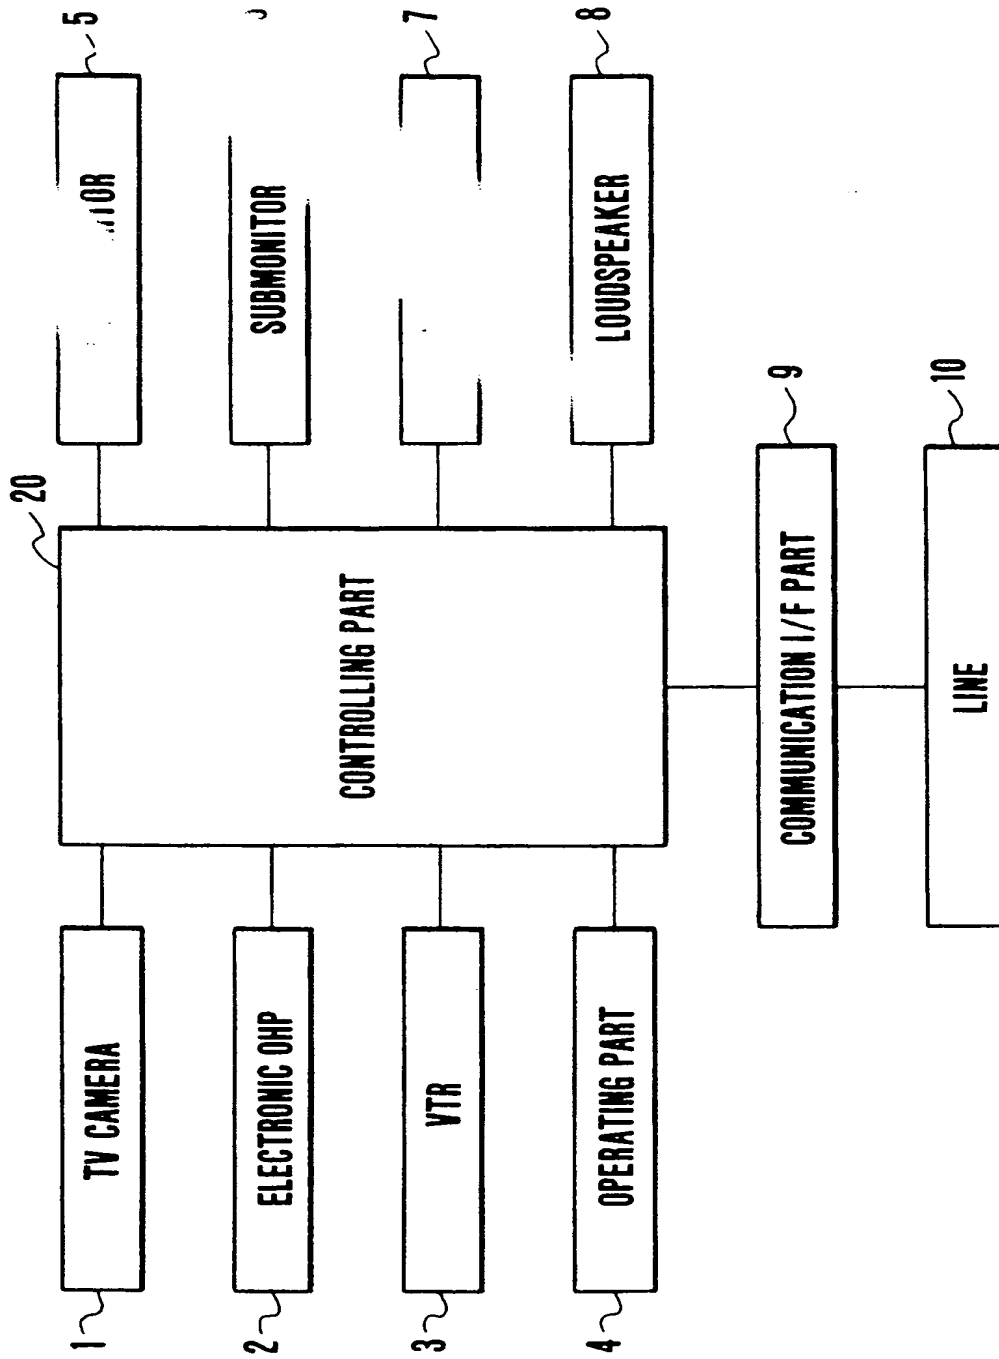 20
1
TV CAMERA
2
ELECTRONIC OHP
3
VTR
4
OPERATING PART
CONTROLLING PART
5
SUBMONITOR
7
LOUDSPEAKER
8
COMMUNICATION I/F PART
9
LINE
10